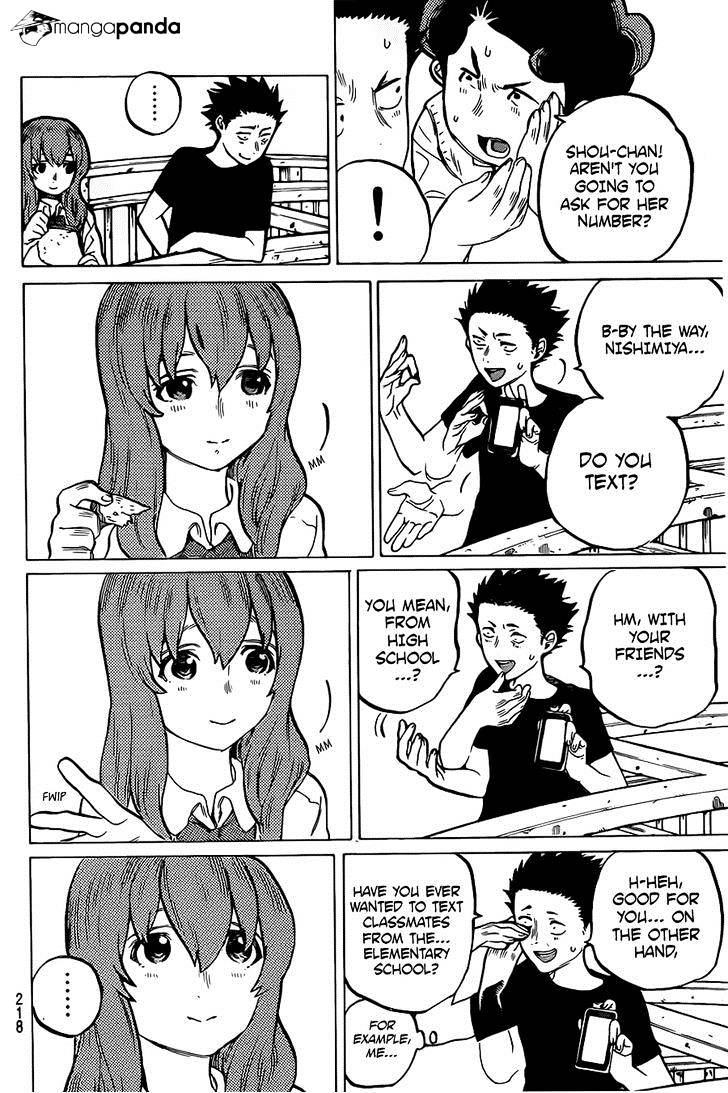 mangapanda
SHOU-CHAN!
AREN'T YOU
GOING TO
ASK FOR HER
NUMBER?
!
......
B-BY THE WAY,
NISHIMIYA...
DO YOU
TEXT?
MM
HM, WITH
YOUR
FRIENDS
...?
YOU MEAN,
FROM
HIGH
SCHOOL
...?
MM
FWIP
H-HEH,
GOOD FOR
YOU... ON
THE OTHER
HAND,
HAVE YOU EVER
WANTED TO TEXT
CLASSMATES
FROM THE...
ELEMENTARY
SCHOOL?
FOR
EXAMPLE,
ME...
......
218